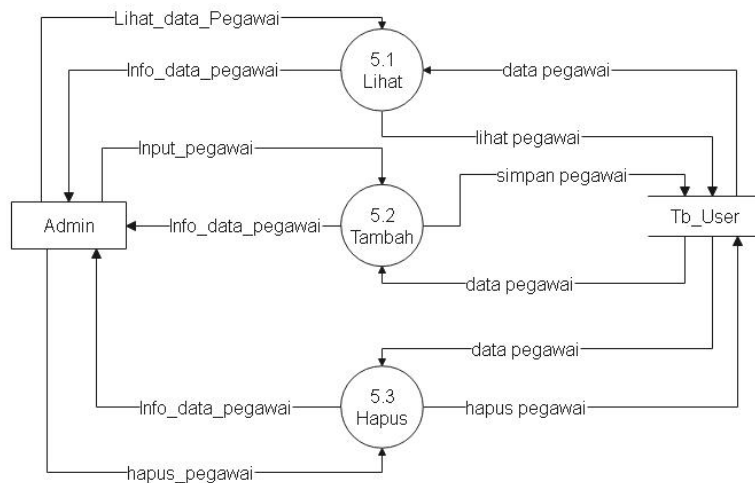 Lihat_data_Pegawai
5.1
Lihat
Info_data_pegawai
data pegawai
lihat pegawai
Input_pegawai
simpan pegawai
Admin
Info_data_pegawai
5.2
Tambah
Tb_User
data pegawai
data pegawai
5.3
Hapus
Info_data_pegawai
hapus pegawai
hapus_pegawai